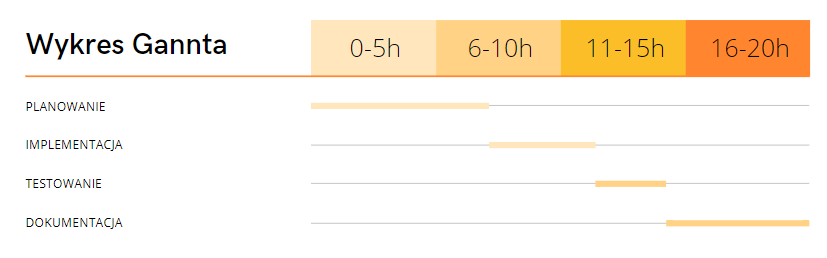 Wykres Gannta
0-5h 6-10h 11-15h 16-20h
PLANOWANIE
IMPLEMENTACJA
TESTOWANIE
DOKUMENTACJA